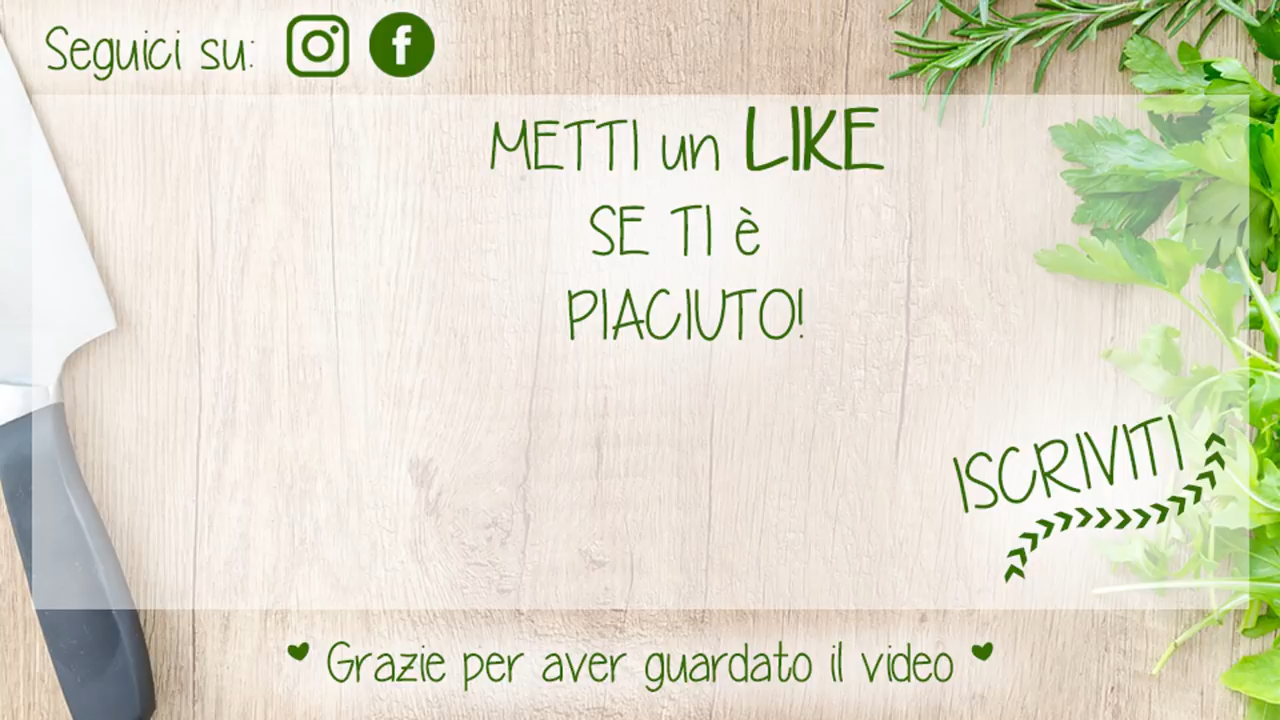 Seguici su:
METTI un LIKE
SE TI è
PIACIUTO!
ISCRIVITI
Grazie per aver guardato il video